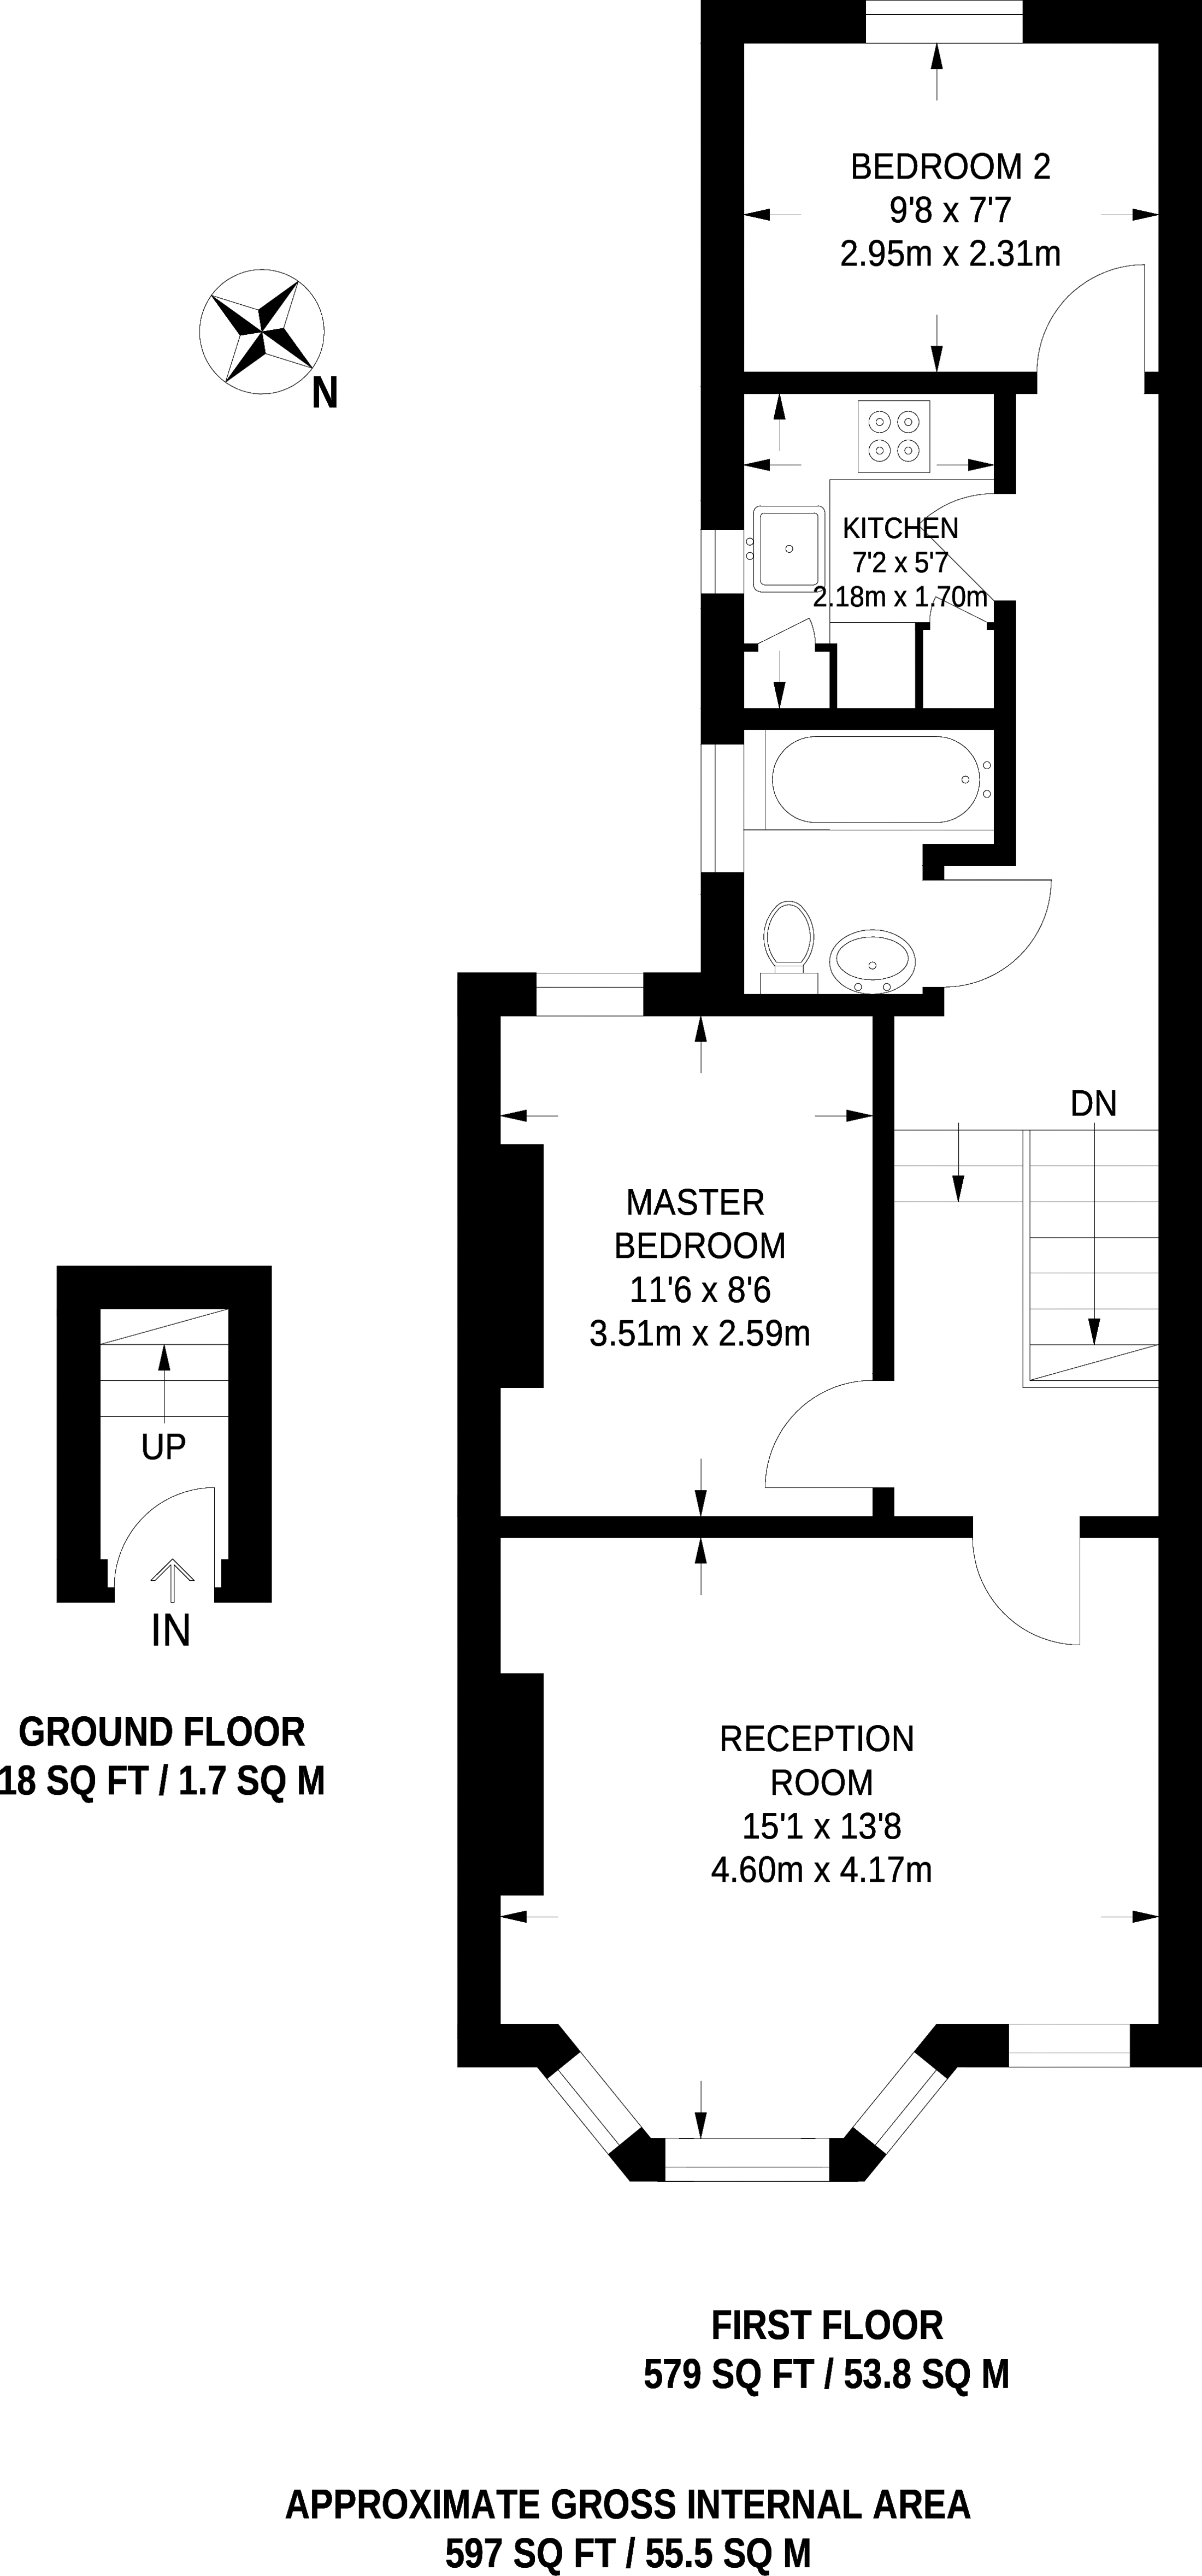 BEDROOM 2
9'8 x 7'7
2.95m x 2.31m
N
KITCHEN
7'2 x 5'7
2.18m x 1.70m
DN
MASTER
BEDROOM
11'6 x 8'6
3.51m x 2.59m
UP
IN
GROUND FLOOR
18 SQ FT / 1.7 SQ M
RECEPTION
ROOM
15'1 x 13'8
4.60m x 4.17m
FIRST FLOOR
579 SQ FT / 53.8 SQ M
APPROXIMATE GROSS INTERNAL AREA
597 SQ FT / 55.5 SQ M